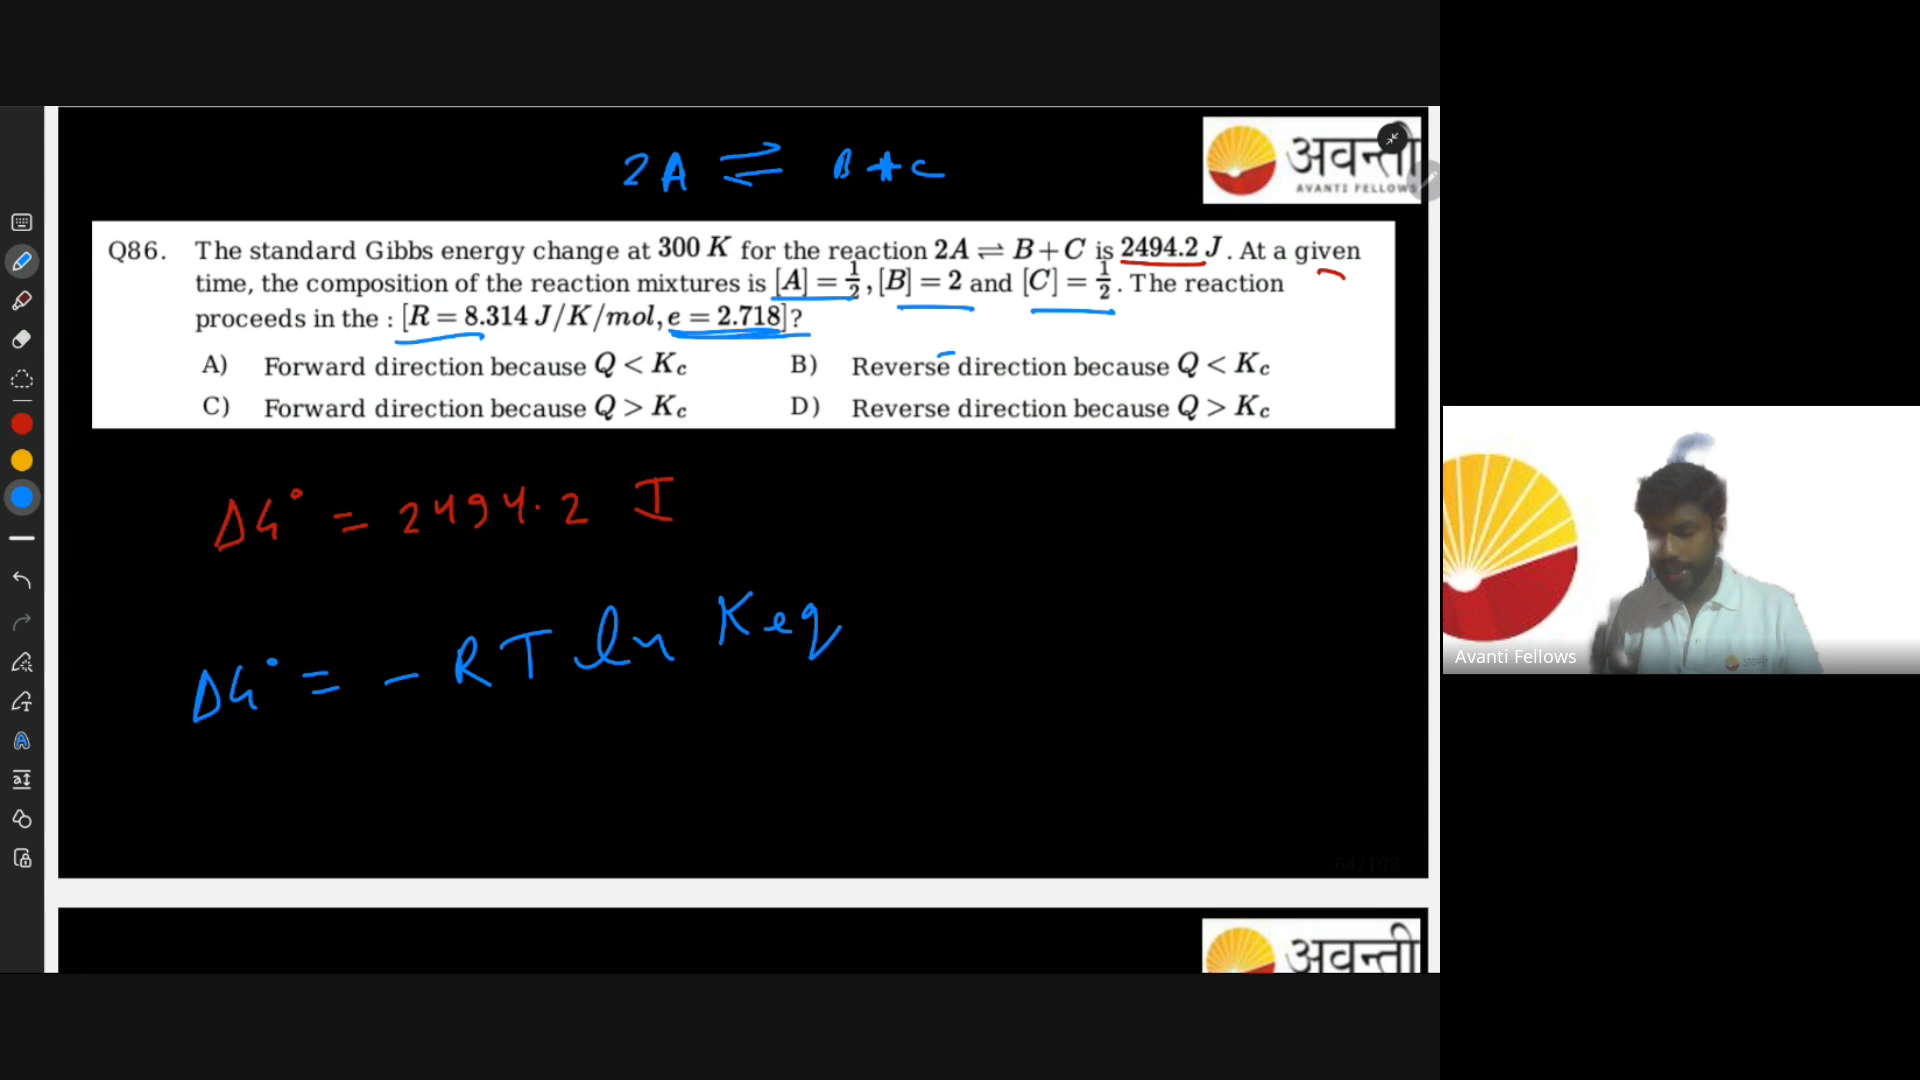 2A ⇌ B + C
अवन्ती
AVANTI FELLOWS
Q86. The standard Gibbs energy change at 300 K for the reaction 2A ⇌ B + C is 2494.2 J. At a given
time, the composition of the reaction mixtures is [A] = 1/2, [B] = 2 and [C] = 1/2. The reaction
proceeds in the : [R = 8.314 J/K/mol, e = 2.718]?
A) Forward direction because Q < Kc B) Reverse direction because Q < Kc
C) Forward direction because Q > Kc D) Reverse direction because Q > Kc
ΔG° = 2494.2 J
ΔG° = - RT ln Keq
Avanti Fellows
64/103
अवन्ती